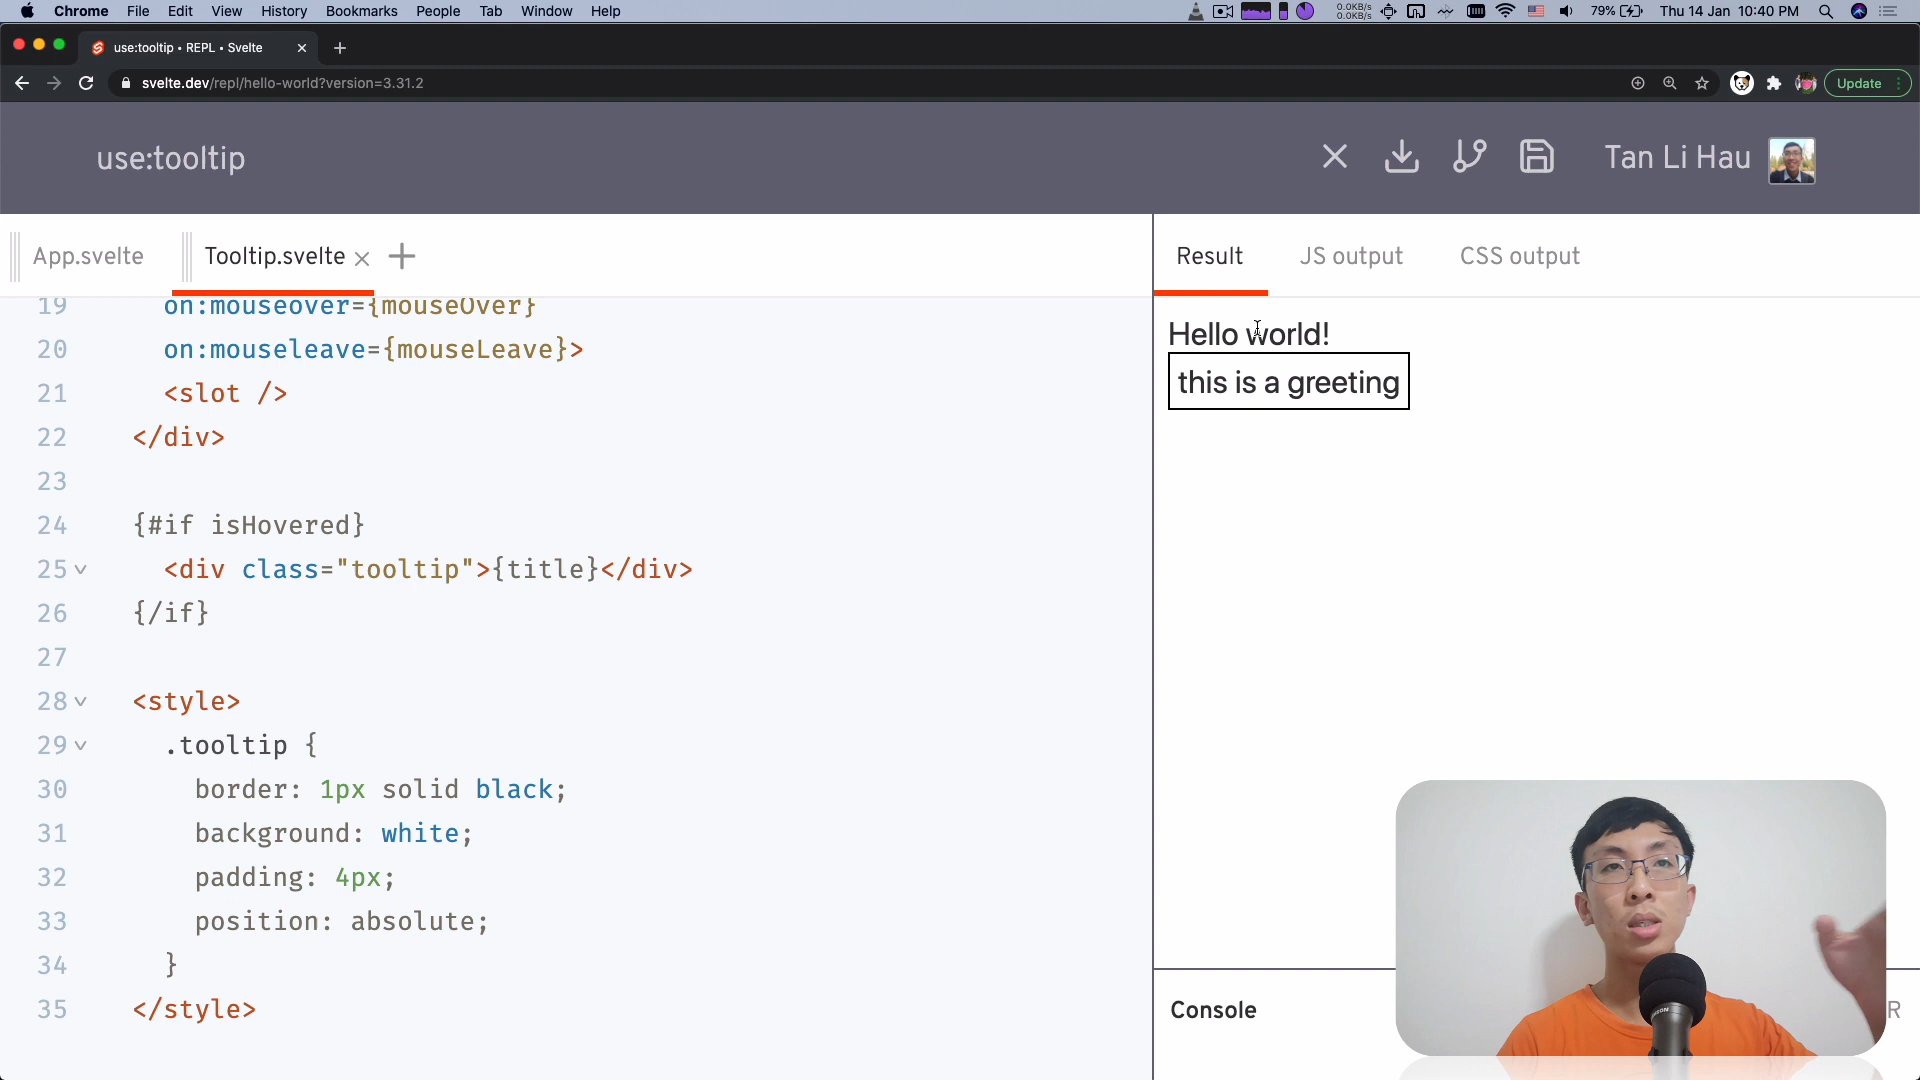 Chrome File Edit View History Bookmarks People Tab Window Help
0.0KB/s
0.0KB/s
79% Thu 14 Jan 10:40 PM
use:tooltip • REPL • Svelte
svelte.dev/repl/hello-world?version=3.31.2
Update
use:tooltip
Tan Li Hau
App.svelte
Tooltip.svelte
Result
JS output
CSS output
19 on:mouseover={mouseOver}
20 on:mouseleave={mouseLeave}>
21 <slot />
22 </div>
23
24 {#if isHovered}
25 <div class="tooltip">{title}</div>
26 {/if}
27
28 <style>
29 .tooltip {
30 border: 1px solid black;
31 background: white;
32 padding: 4px;
33 position: absolute;
34 }
35 </style>
Hello world!
this is a greeting
Console
R